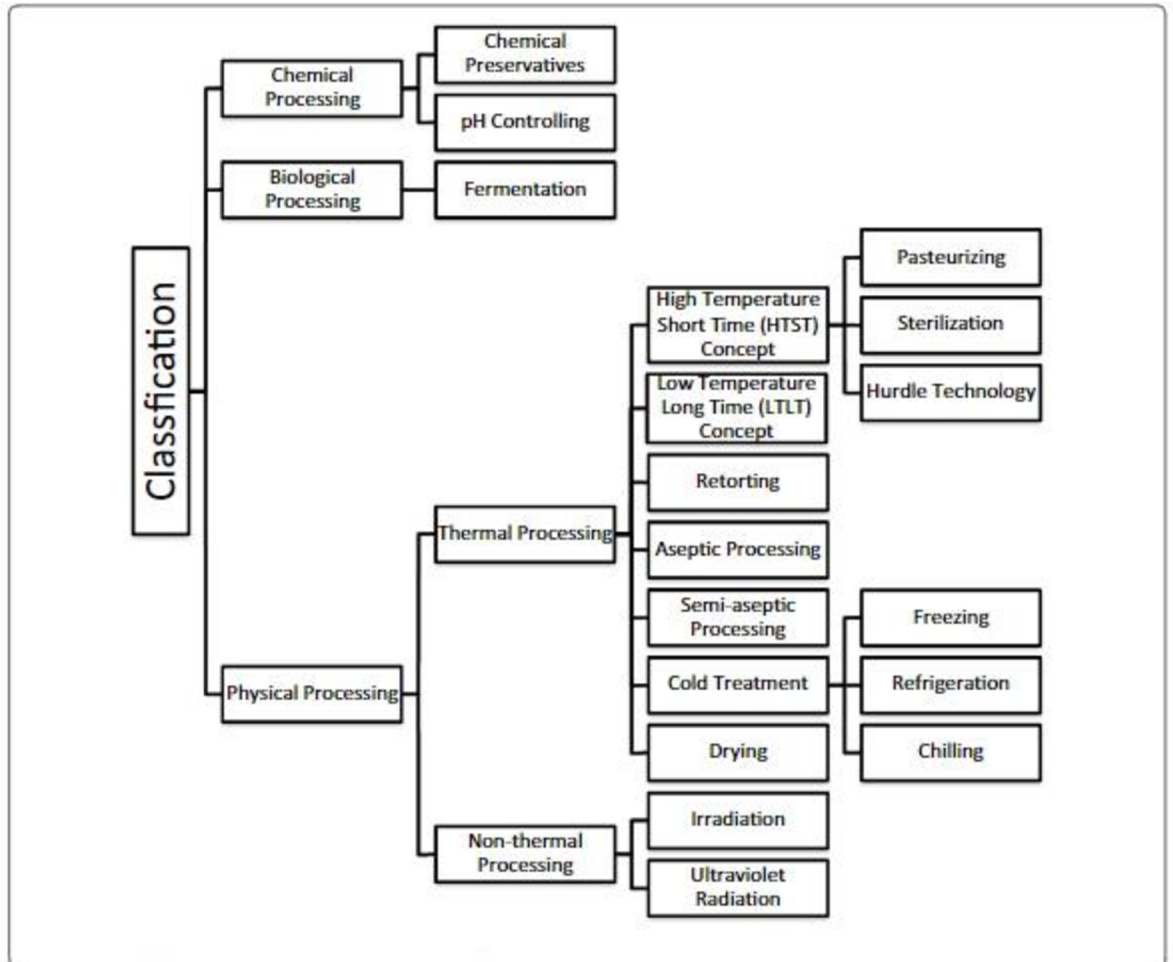 Classfication
Chemical
Processing
Chemical
Preservatives
pH Controlling
Biological
Processing
Fermentation
Physical Processing
Thermal Processing
High Temperature
Short Time (HTST)
Concept
Pasteurizing
Sterilization
Hurdle Technology
Low Temperature
Long Time (LTLT)
Concept
Retorting
Aseptic Processing
Semi-aseptic
Processing
Cold Treatment
Freezing
Refrigeration
Chilling
Drying
Non-thermal
Processing
Irradiation
Ultraviolet
Radiation